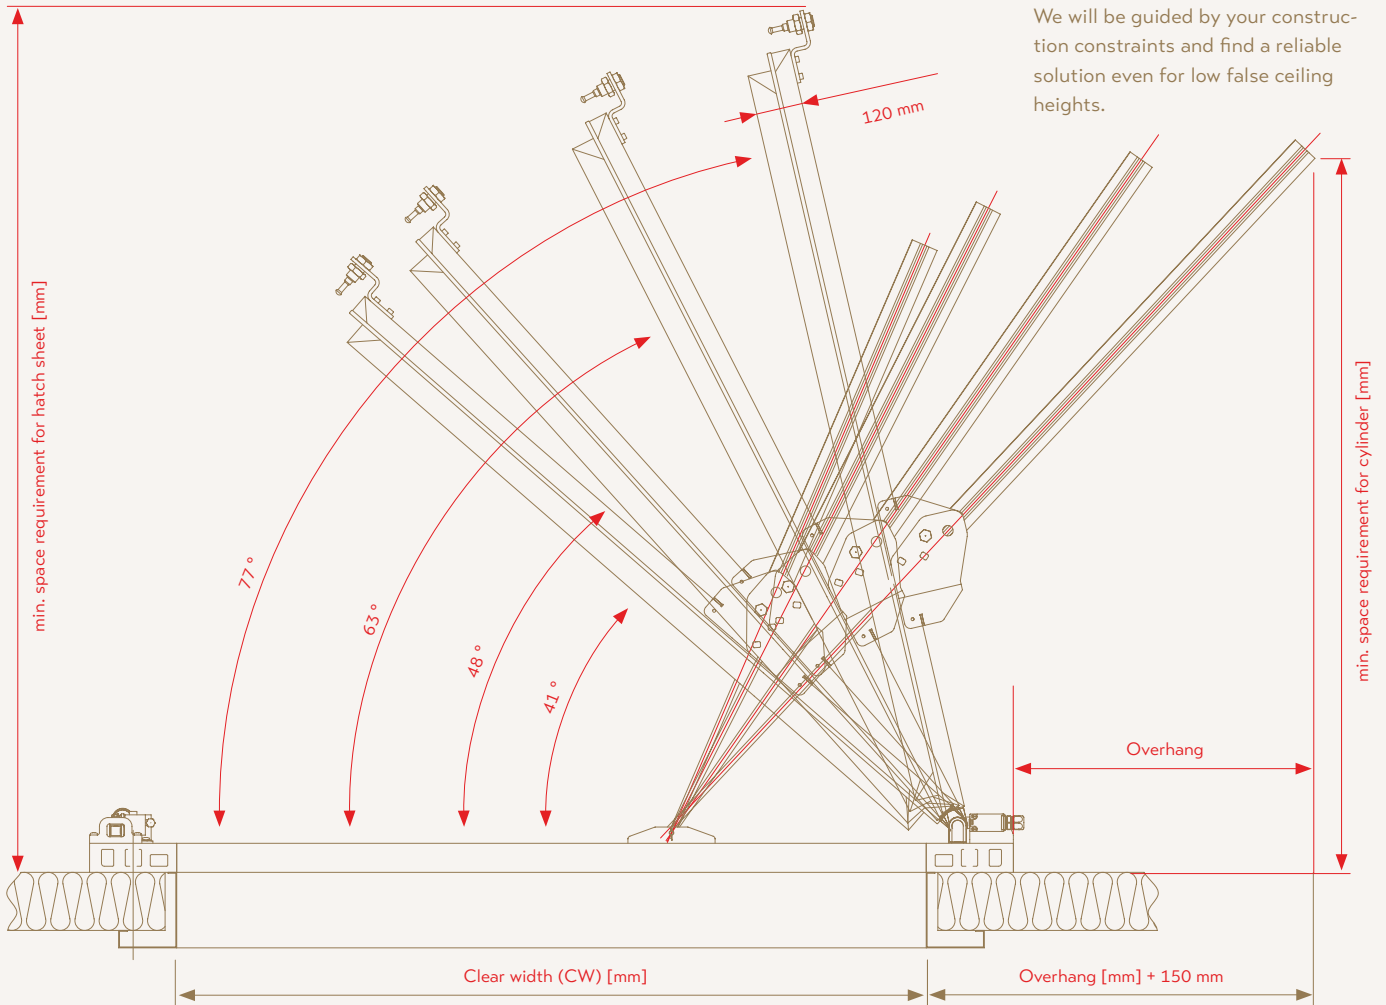 We will be guided by your construc-
tion constraints and find a reliable
solution even for low false ceiling
heights.
120 mm
min. space requirement for hatch sheet [mm]
min. space requirement for cylinder [mm]
77°
63°
48°
41°
Overhang
Clear width (CW) [mm]
Overhang [mm] + 150 mm